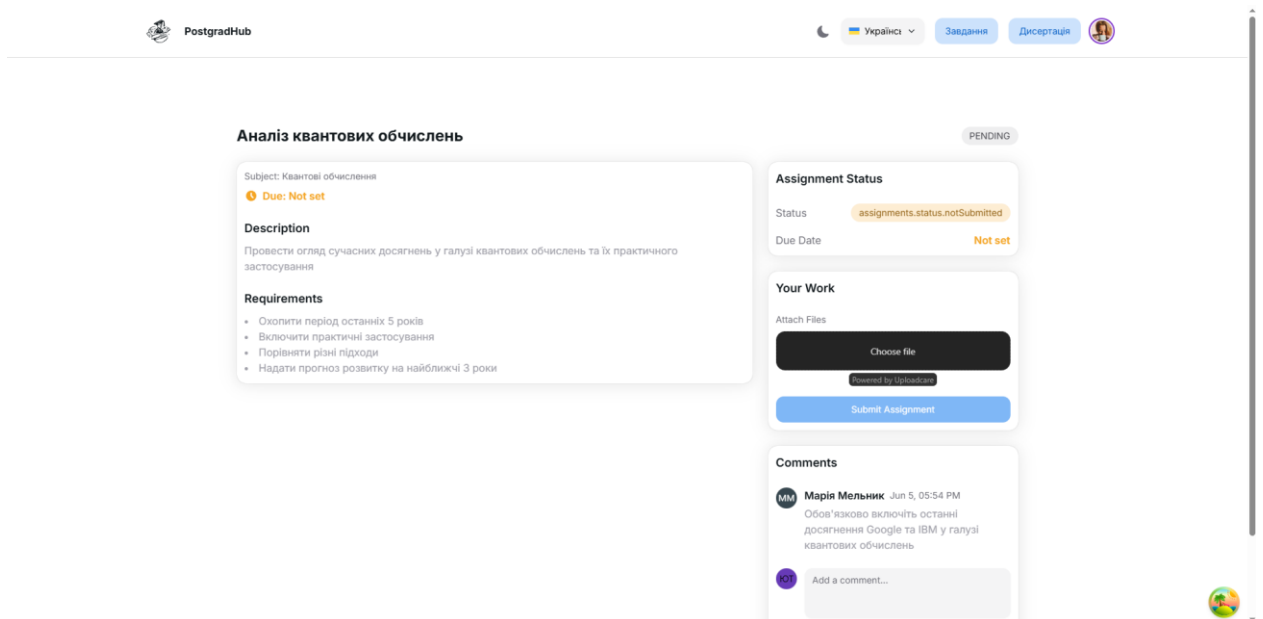 PostgradHub
Українсь
Завдання
Дисертація
Аналіз квантових обчислень
PENDING
Subject: Квантові обчислення
Due: Not set
Description
Провести огляд сучасних досягнень у галузі квантових обчислень та їх практичного
застосування
Requirements
• Охопити період останніх 5 років
• Включити практичні застосування
• Порівняти різні підходи
• Надати прогноз розвитку на найближчі 3 роки
Assignment Status
Status assignments.status.notSubmitted
Due Date Not set
Your Work
Attach Files
Choose file
Powered by Uploadcare
Submit Assignment
Comments
ММ Марія Мельник Jun 5, 05:54 PM
Обов'язково включіть останні
досягнення Google та IBM у галузі
квантових обчислень
ЮТ Add a comment...